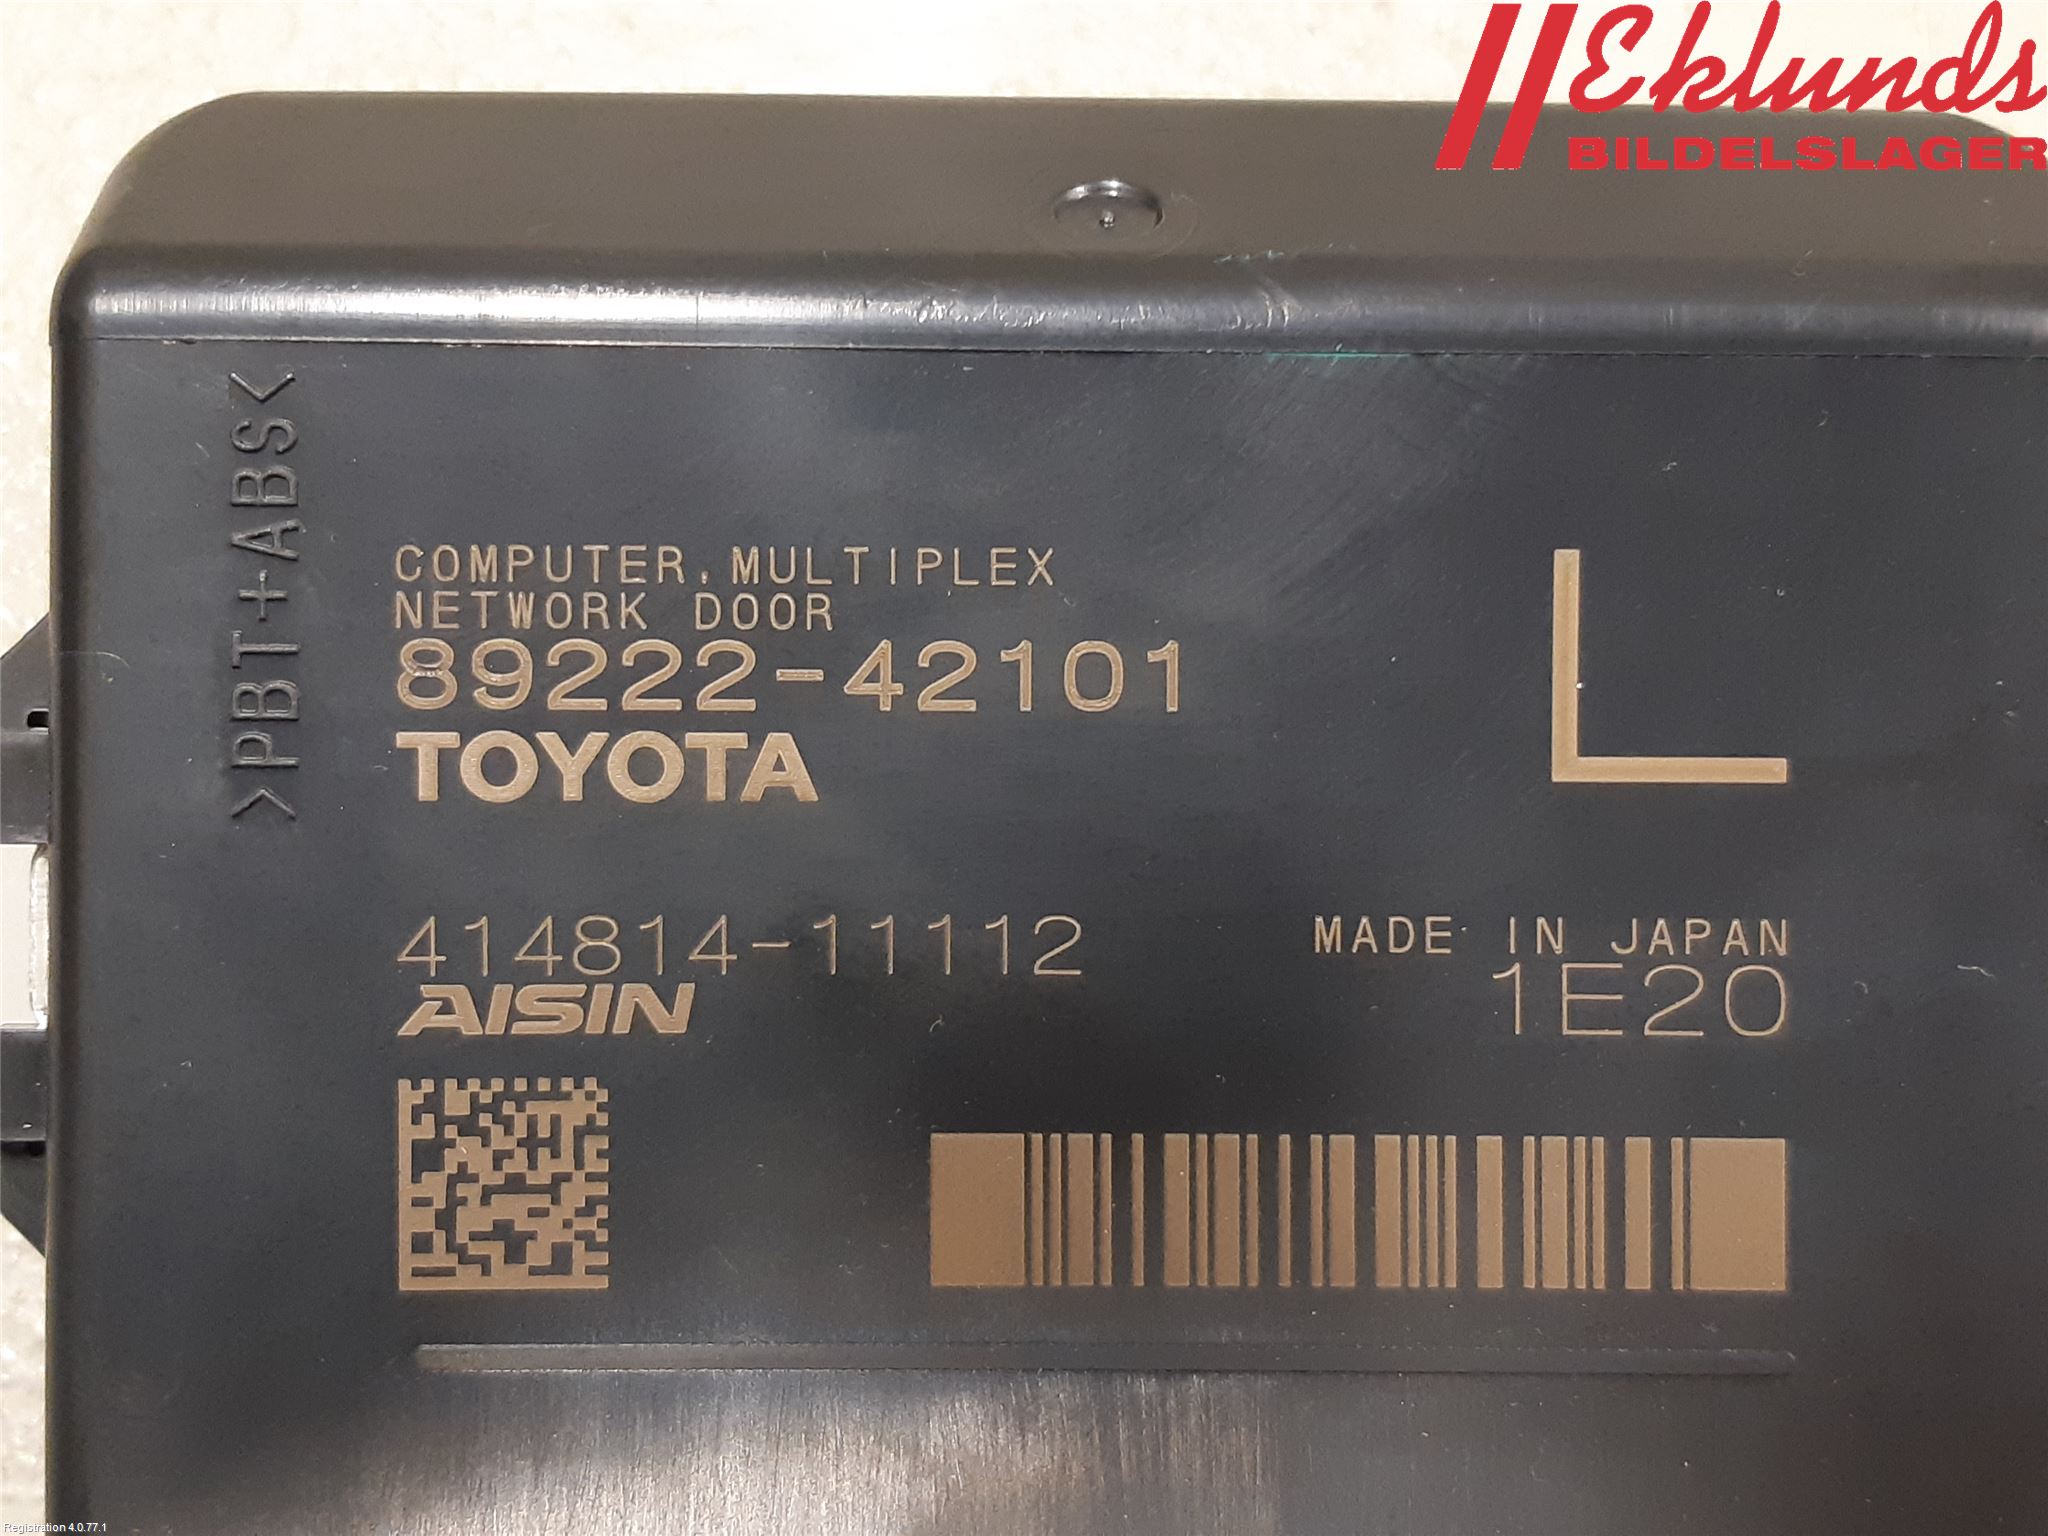 Eklunds
BILDELSLAGER
>PBT+ABS<
COMPUTER, MULTIPLEX
NETWORK DOOR
89222-42101
TOYOTA
L
414814-11112
AISIN
MADE IN JAPAN
1E20
Registration 4.0.77.1